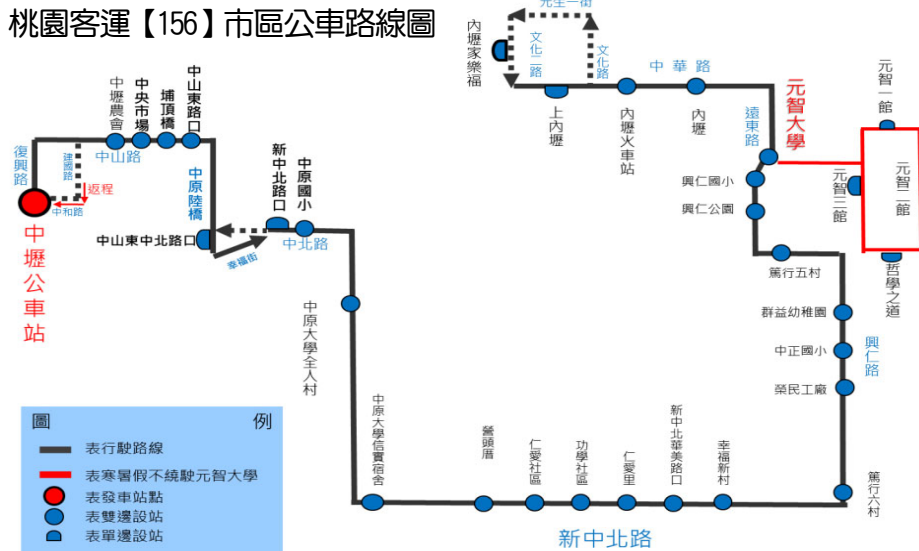 桃園客運【156】市區公車路線圖
元生一街
內壢家樂福
文化二路
文化路
中華路
上內壢
內壢火車站
內壢
遠東路
元智大學
元智一館
元智二館
元智三館
哲學之道
興仁國小
興仁公園
篤行五村
群益幼稚園
中正國小
榮民工廠
興仁路
篤行六村
中壢農會
中央市場
埔頂橋
中山東路口
中山路
復興路
建國路
返程
中和路
中壢公車站
中原陸橋
中山東中北路口
幸福街
新中北路口
中原國小
中北路
中原大學全人村
中原大學信實宿舍
營頭厝
仁愛社區
功學社區
仁愛里
新中北華美路口
幸福新村
新中北路
圖例
表行駛路線
表寒暑假不繞駛元智大學
表發車站點
表雙邊設站
表單邊設站